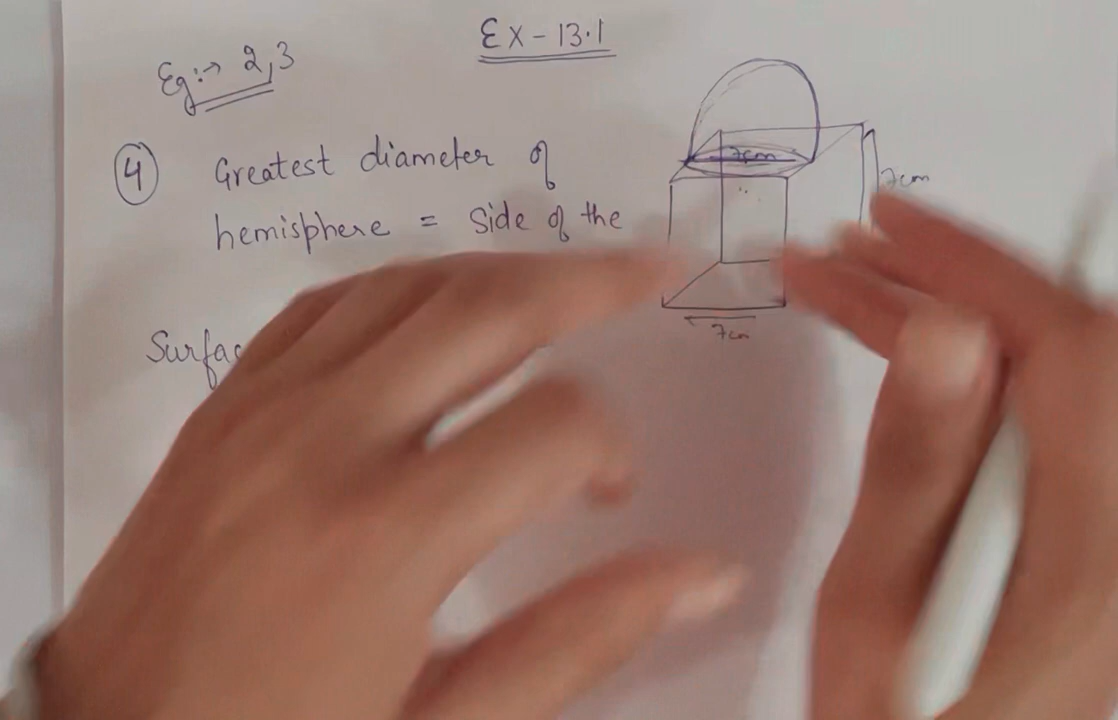 Ex - 13.1
Eg:→ 2,3
4 Greatest diameter of
hemisphere = Side of the
7cm
7cm
7cm